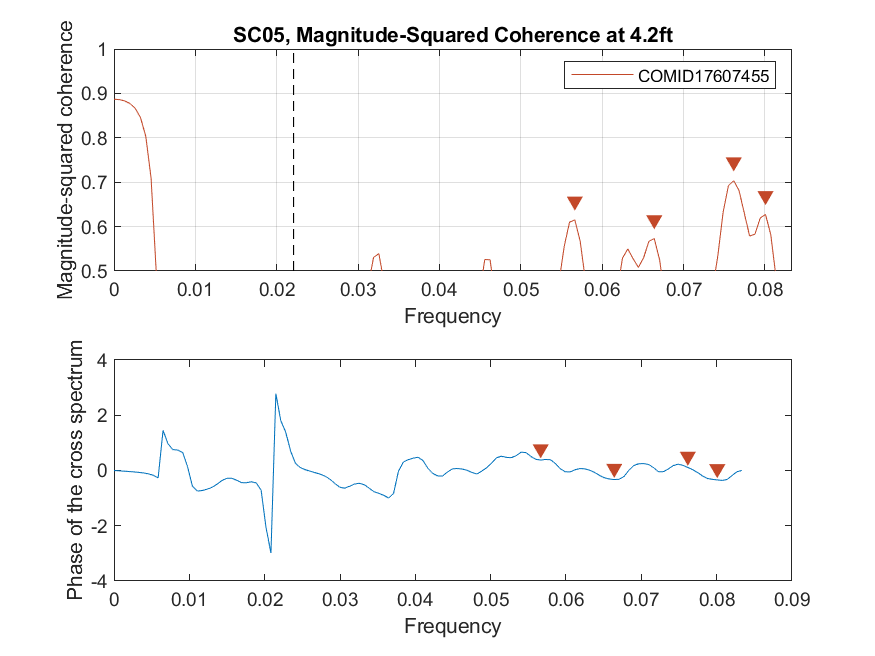 SC05, Magnitude-Squared Coherence at 4.2ft
Magnitude-squared coherence
1
0.9
0.8
0.7
0.6
0.5
COMID17607455
0 0.01 0.02 0.03 0.04 0.05 0.06 0.07 0.08
Frequency
Phase of the cross spectrum
4
2
0
-2
-4
0 0.01 0.02 0.03 0.04 0.05 0.06 0.07 0.08 0.09
Frequency